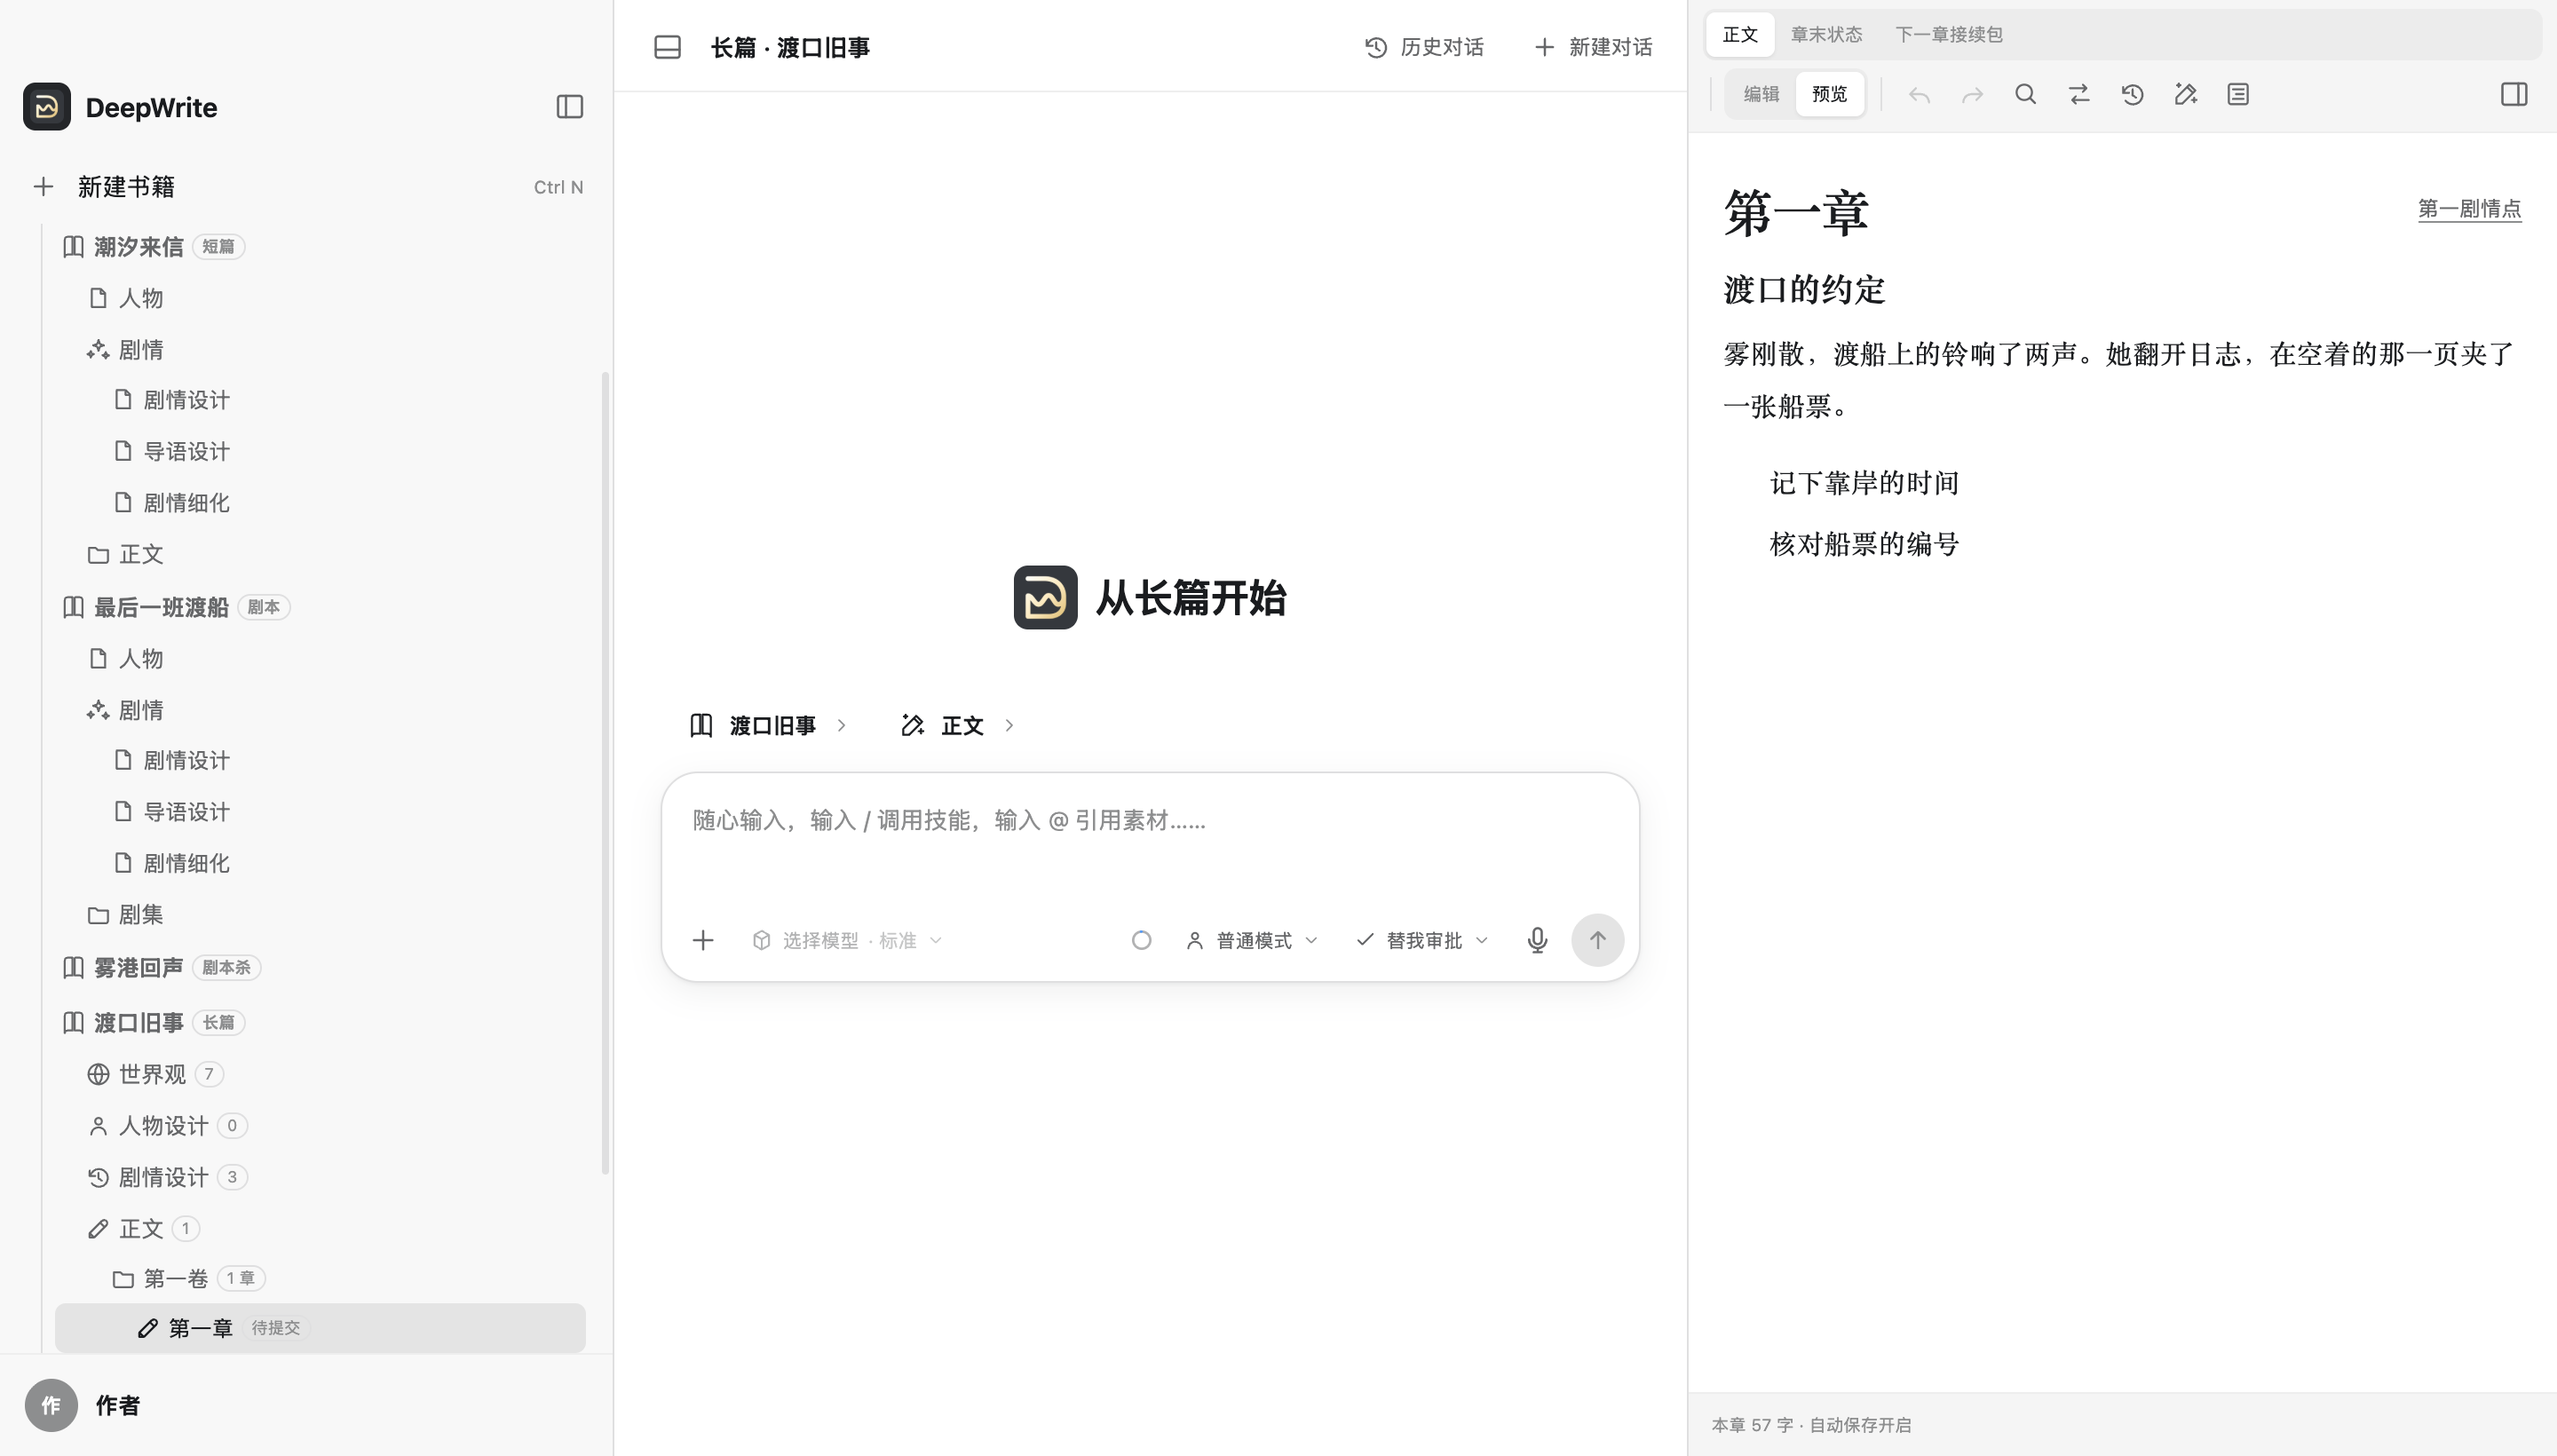 DeepWrite
新建书籍 Ctrl N
潮汐来信 短篇
人物
剧情
剧情设计
导语设计
剧情细化
正文
最后一班渡船 剧本
人物
剧情
剧情设计
导语设计
剧情细化
剧集
雾港回声 剧本杀
渡口旧事 长篇
世界观 7
人物设计 0
剧情设计 3
正文 1
第一卷 1 章
第一章 待提交
作 作者
长篇 · 渡口旧事 历史对话 新建对话
从长篇开始
渡口旧事 正文
随心输入，输入 / 调用技能，输入 @ 引用素材……
选择模型 · 标准 普通模式 替我审批
正文 章末状态 下一章接续包
编辑 预览
第一章 第一剧情点
渡口的约定
雾刚散，渡船上的铃响了两声。她翻开日志，在空着的那一页夹了
一张船票。
记下靠岸的时间
核对船票的编号
本章 57 字 · 自动保存开启